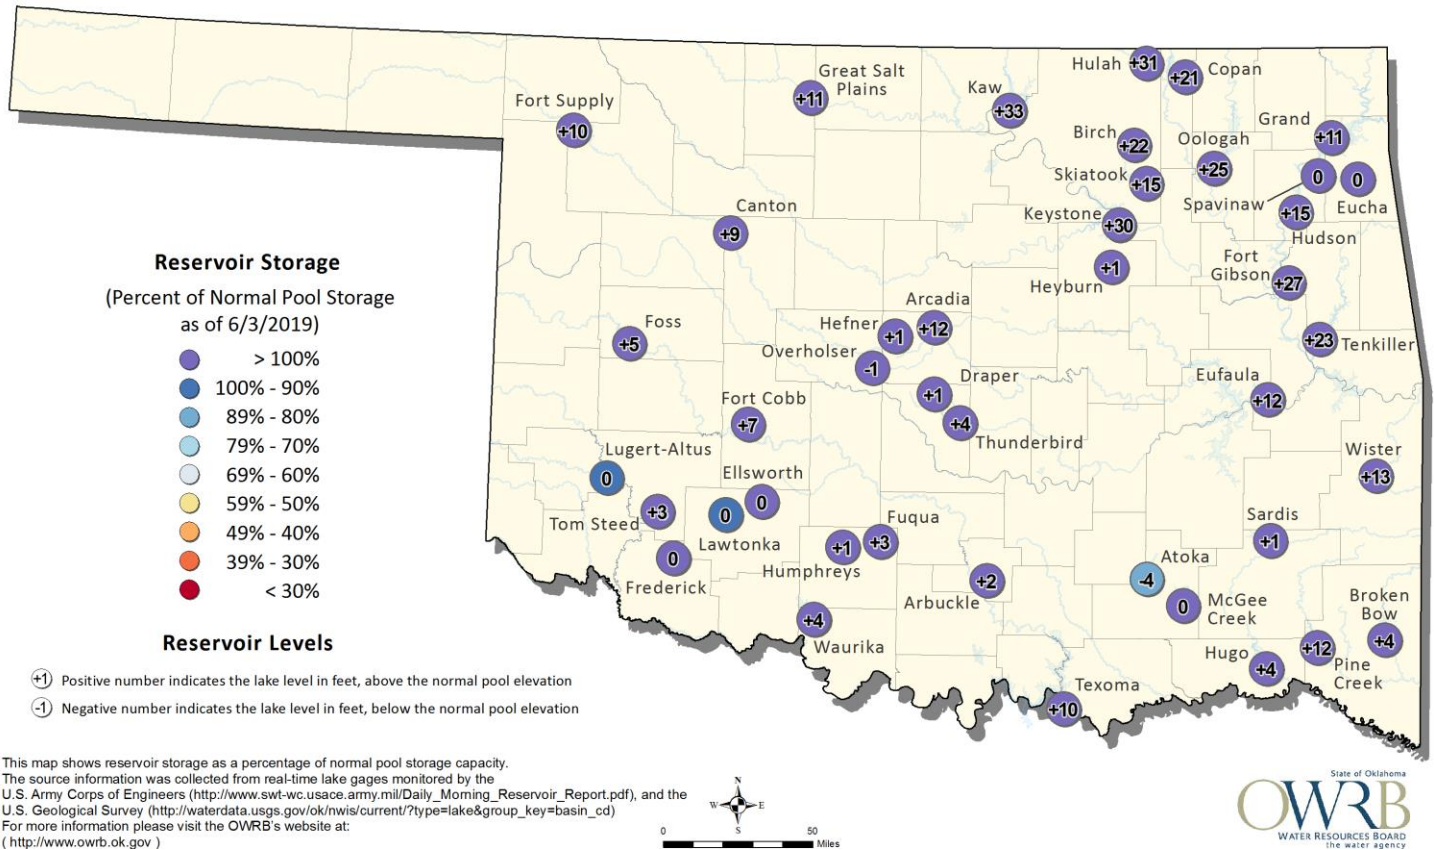 Hulah
+31
+21
Copan
Great Salt
Plains
+11
Kaw
+33
Fort Supply
+10
Grand
+11
Birch
+22
Oologah
+25
Skiatook
+15
0
0
Spavinaw
Eucha
Canton
+9
Keystone
+30
+15
Hudson
Heyburn
+1
Fort
Gibson
+27
Reservoir Storage
(Percent of Normal Pool Storage
as of 6/3/2019)
> 100%
100% - 90%
89% - 80%
79% - 70%
69% - 60%
59% - 50%
49% - 40%
39% - 30%
< 30%
Arcadia
+12
Hefner
+1
Foss
+5
Overholser
-1
+23
Tenkiller
Draper
+1
Eufaula
+12
Fort Cobb
+7
+4
Thunderbird
Lugert-Altus
0
Wister
+13
Ellsworth
0
Tom Steed
+3
0
Lawtonka
Fuqua
+3
Sardis
+1
Humphreys
+1
0
Frederick
Atoka
-4
+2
Arbuckle
0
McGee
Creek
Broken
Bow
+4
+4
Waurika
Hugo
+4
+12
Pine
Creek
Texoma
+10
Reservoir Levels
+1 Positive number indicates the lake level in feet, above the normal pool elevation
-1 Negative number indicates the lake level in feet, below the normal pool elevation
This map shows reservoir storage as a percentage of normal pool storage capacity.
The source information was collected from real-time lake gages monitored by the
U.S. Army Corps of Engineers (http://www.swt-wc.usace.army.mil/Daily_Morning_Reservoir_Report.pdf), and the
U.S. Geological Survey (http://waterdata.usgs.gov/ok/nwis/current/?type=lake&group_key=basin_cd)
For more information please visit the OWRB's website at:
( http://www.owrb.ok.gov )
N
W
E
S
0
50
Miles
State of Oklahoma
OWRB
WATER RESOURCES BOARD
the water agency